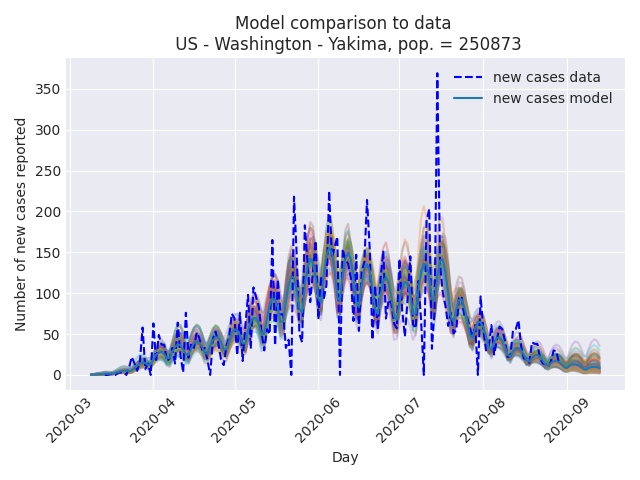 Model comparison to data
US - Washington - Yakima, pop. = 250873
new cases data
new cases model
Number of new cases reported
350
300
250
200
150
100
50
0
2020-03
2020-04
2020-05
2020-06
2020-07
2020-08
2020-09
Day